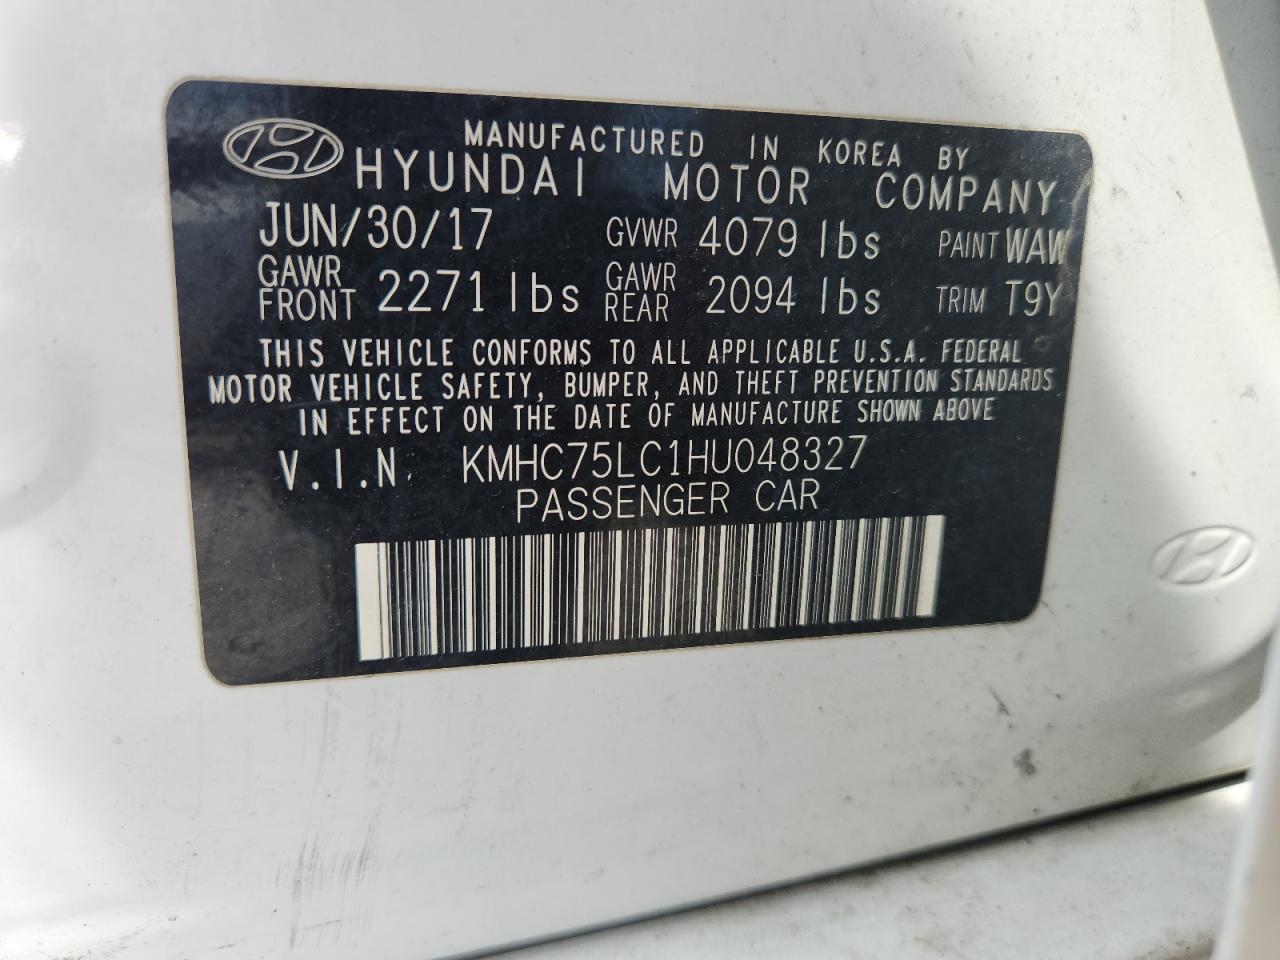 MANUFACTURED IN KOREA BY
HYUNDAI MOTOR COMPANY
JUN/30/17 GVWR 4079 lbs PAINT WAW
GAWR FRONT 2271 lbs GAWR REAR 2094 lbs TRIM T9Y
THIS VEHICLE CONFORMS TO ALL APPLICABLE U.S.A. FEDERAL
MOTOR VEHICLE SAFETY, BUMPER, AND THEFT PREVENTION STANDARDS
IN EFFECT ON THE DATE OF MANUFACTURE SHOWN ABOVE
V.I.N. KMHC75LC1HU048327
PASSENGER CAR